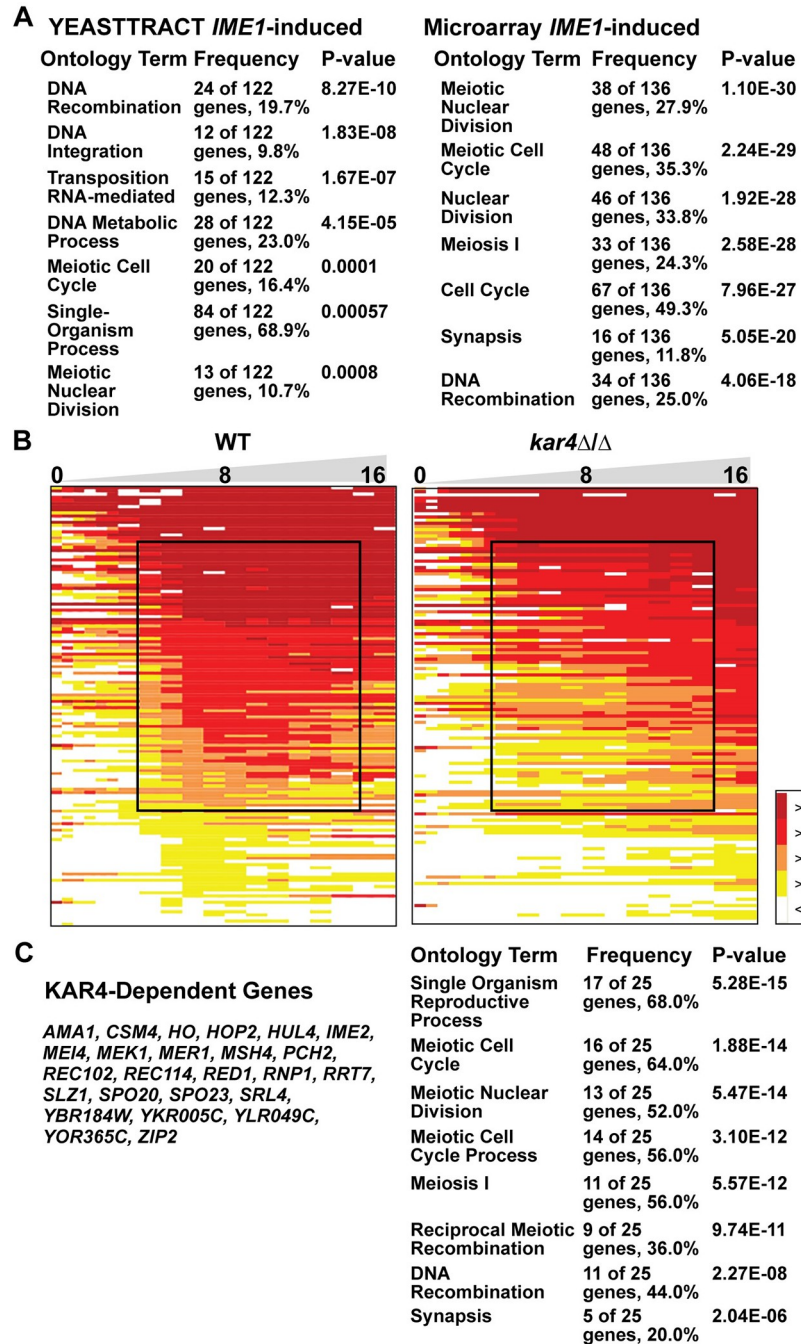 A YEASTTRACT IME1-induced
Ontology Term Frequency P-value
DNA 24 of 122 8.27E-10
Recombination genes, 19.7%
DNA 12 of 122 1.83E-08
Integration genes, 9.8%
Transposition 15 of 122 1.67E-07
RNA-mediated genes, 12.3%
DNA Metabolic 28 of 122 4.15E-05
Process genes, 23.0%
Meiotic Cell 20 of 122 0.0001
Cycle genes, 16.4%
Single- 84 of 122 0.00057
Organism genes, 68.9%
Process
Meiotic 13 of 122 0.0008
Nuclear genes, 10.7%
Division
Microarray IME1-induced
Ontology Term Frequency P-value
Meiotic 38 of 136 1.10E-30
Nuclear genes, 27.9%
Division
Meiotic Cell 48 of 136 2.24E-29
Cycle genes, 35.3%
Nuclear 46 of 136 1.92E-28
Division genes, 33.8%
Meiosis I 33 of 136 2.58E-28
genes, 24.3%
Cell Cycle 67 of 136 7.96E-27
genes, 49.3%
Synapsis 16 of 136 5.05E-20
genes, 11.8%
DNA 34 of 136 4.06E-18
Recombination genes, 25.0%
B WT
0 8 16
kar4Δ/Δ
0 8 16
>
>
>
>
<
C
KAR4-Dependent Genes
AMA1, CSM4, HO, HOP2, HUL4, IME2,
MEI4, MEK1, MER1, MSH4, PCH2,
REC102, REC114, RED1, RNP1, RRT7,
SLZ1, SPO20, SPO23, SRL4,
YBR184W, YKR005C, YLR049C,
YOR365C, ZIP2
Ontology Term Frequency P-value
Single Organism 17 of 25 5.28E-15
Reproductive genes, 68.0%
Process
Meiotic Cell 16 of 25 1.88E-14
Cycle genes, 64.0%
Meiotic Nuclear 13 of 25 5.47E-14
Division genes, 52.0%
Meiotic Cell 14 of 25 3.10E-12
Cycle Process genes, 56.0%
Meiosis I 11 of 25 5.57E-12
genes, 56.0%
Reciprocal Meiotic 9 of 25 9.74E-11
Recombination genes, 36.0%
DNA 11 of 25 2.27E-08
Recombination genes, 44.0%
Synapsis 5 of 25 2.04E-06
genes, 20.0%